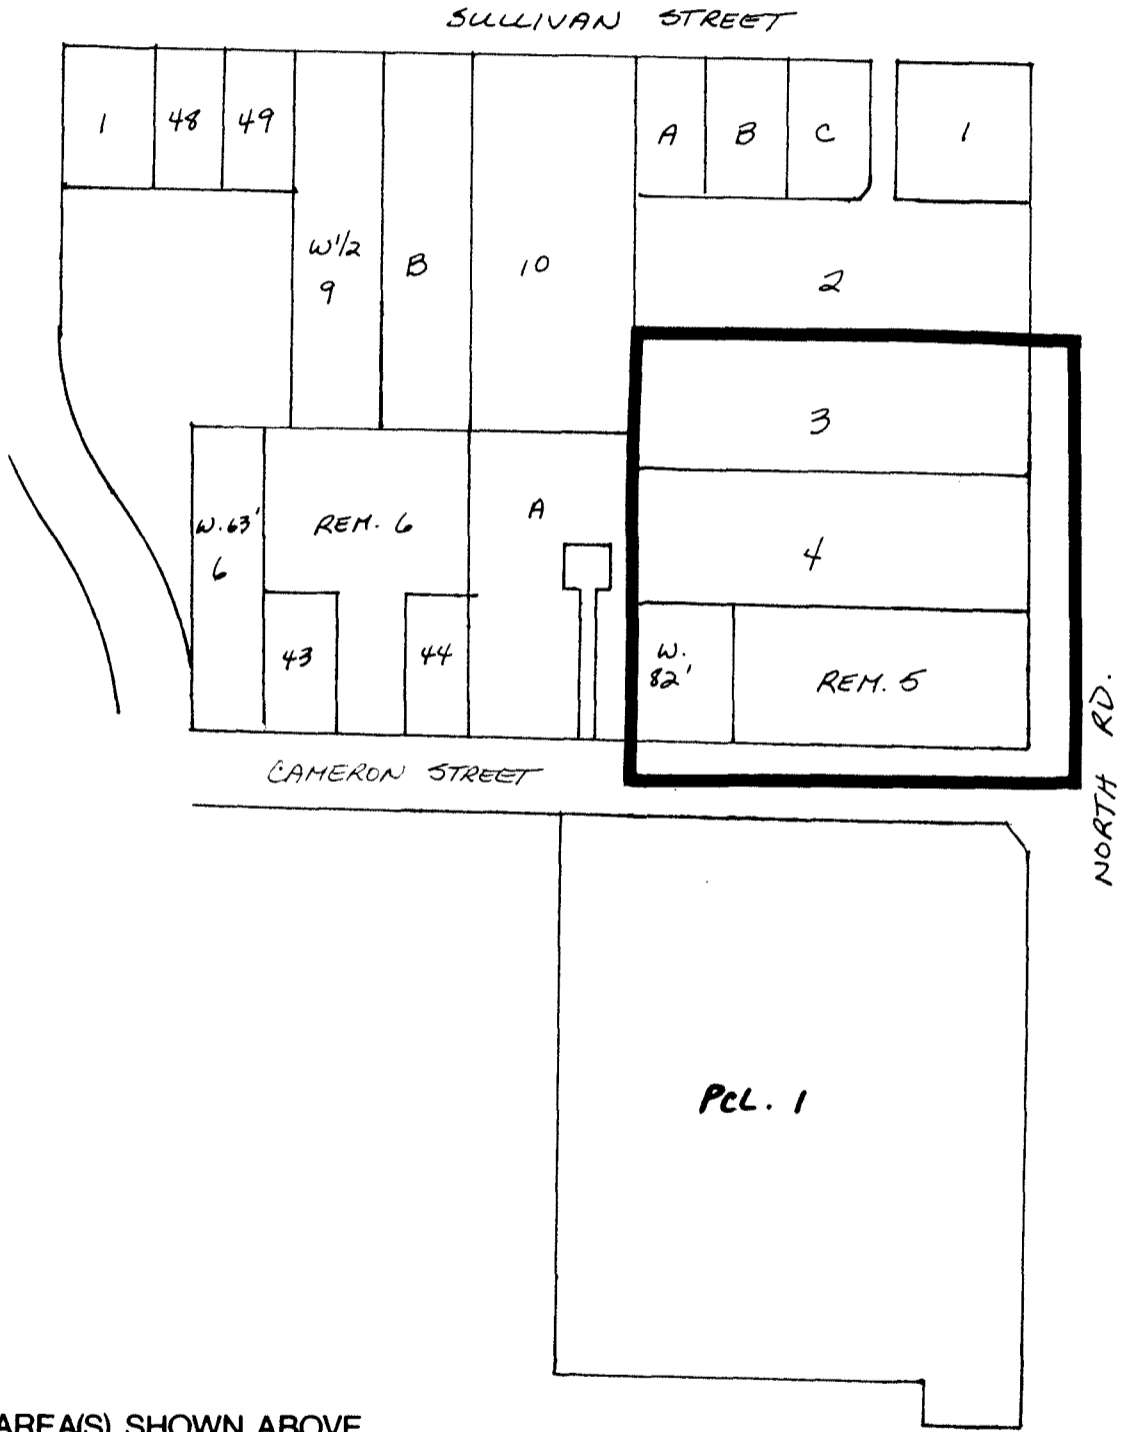 SULLIVAN STREET
1
48
49
A
B
C
1
W1/2
9
B
10
2
3
W. 63'
6
REM. 6
A
4
43
44
W.
82'
REM. 5
CAMERON STREET
NORTH RD.
PCL. 1
AREA(S) SHOWN ABOVE